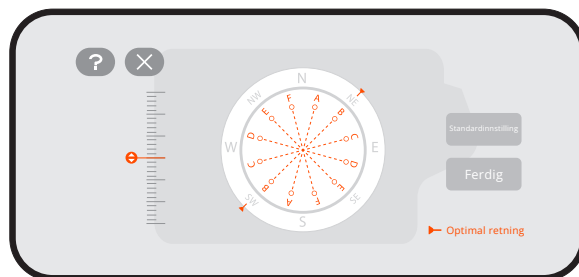 ?
N
NW
NE
F
A
E
B
D
C
W
E
C
D
B
E
A
F
SW
SE
S
Standardinnstilling
Ferdig
Optimal retning